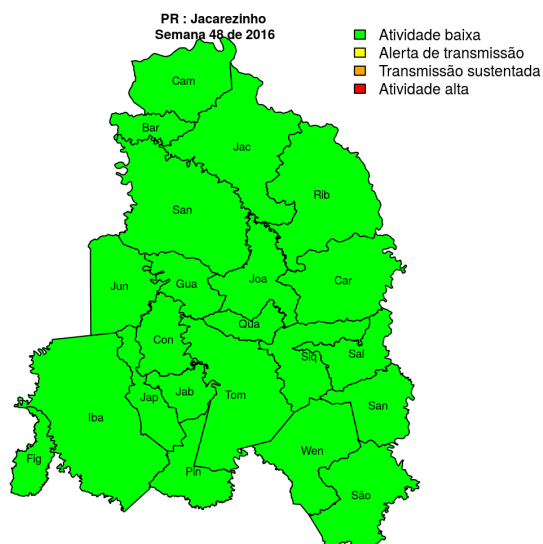 PR : Jacarezinho
Semana 48 de 2016
Atividade baixa
Alerta de transmissão
Transmissão sustentada
Atividade alta
Cam
Bar
Jac
Rib
San
Jun
Gua
Joa
Car
Qua
Con
Siq
Sal
Jap
Jab
Tom
San
Iba
Wen
Fig
Pin
São